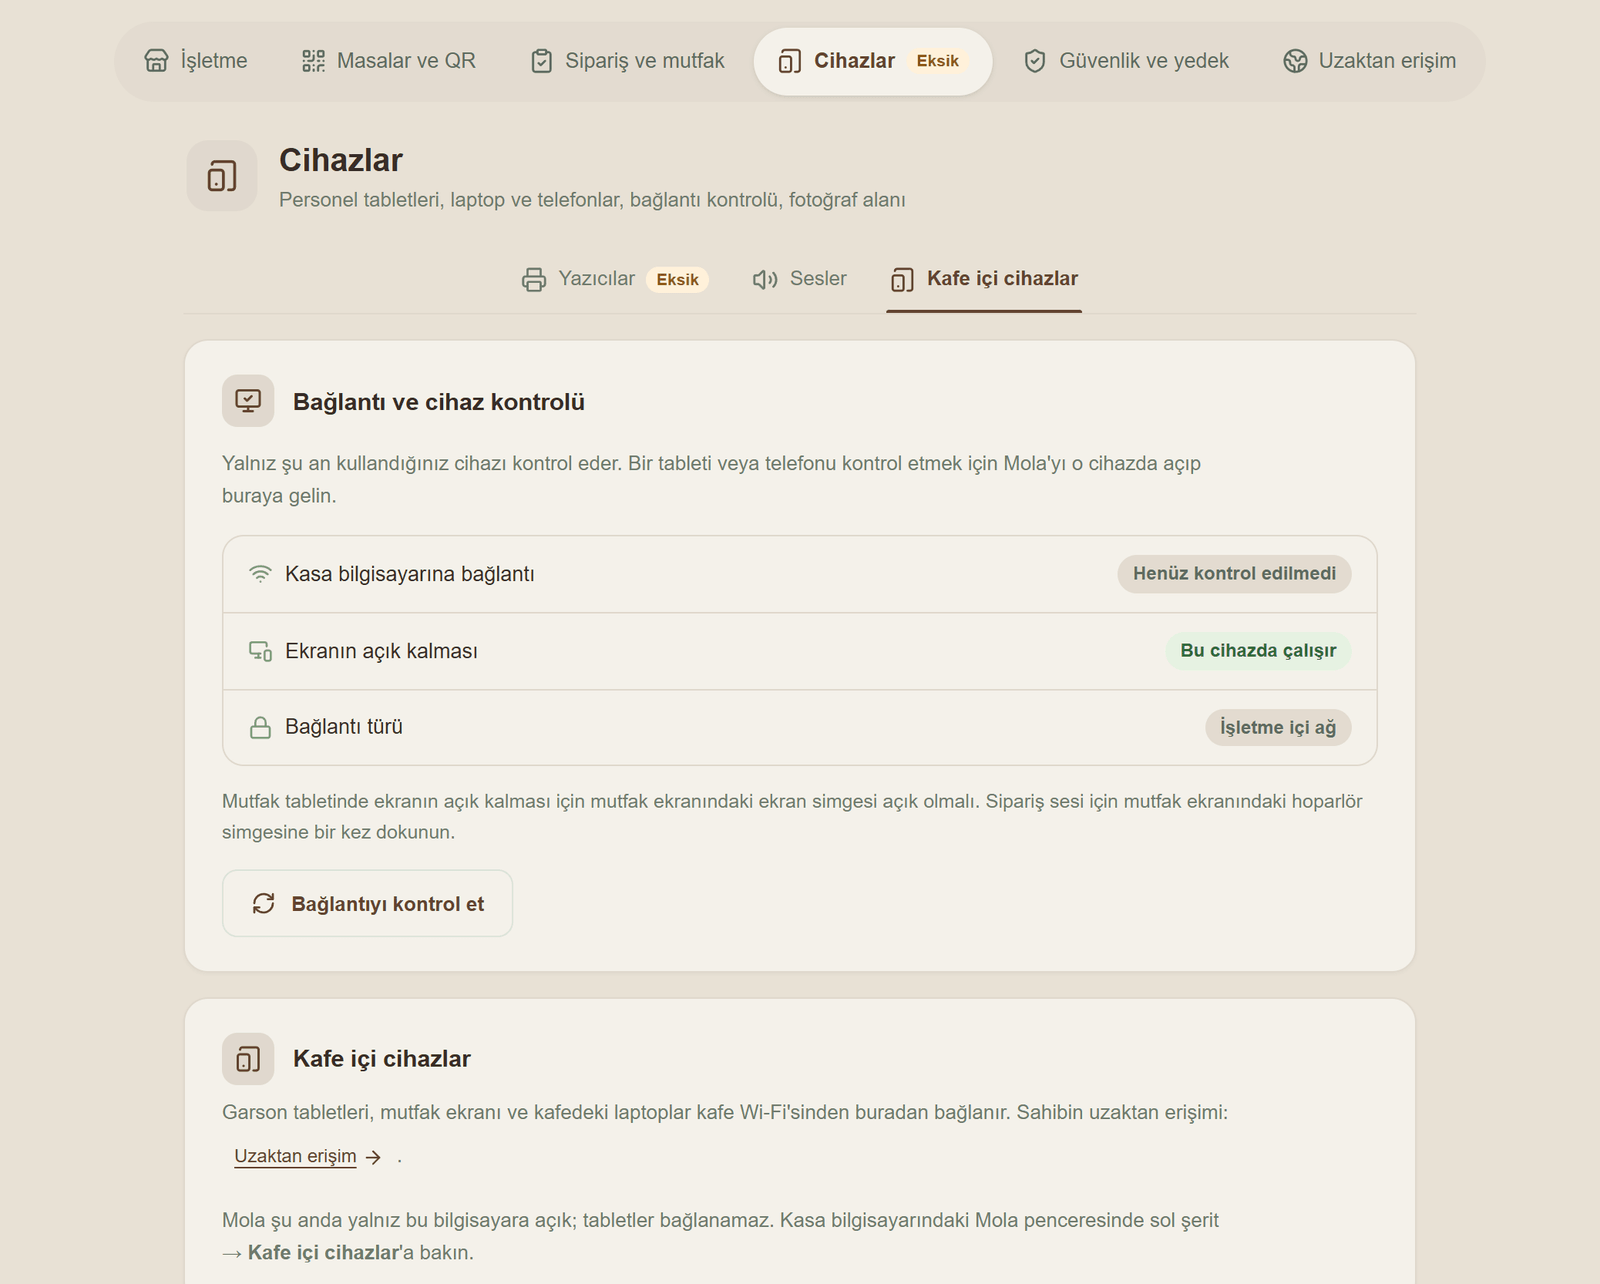 İşletme
Masalar ve QR
Sipariş ve mutfak
Cihazlar Eksik
Güvenlik ve yedek
Uzaktan erişim
Cihazlar
Personel tabletleri, laptop ve telefonlar, bağlantı kontrolü, fotoğraf alanı
Yazıcılar Eksik
Sesler
Kafe içi cihazlar
Bağlantı ve cihaz kontrolü
Yalnız şu an kullandığınız cihazı kontrol eder. Bir tableti veya telefonu kontrol etmek için Mola'yı o cihazda açıp
buraya gelin.
Kasa bilgisayarına bağlantı
Henüz kontrol edilmedi
Ekranın açık kalması
Bu cihazda çalışır
Bağlantı türü
İşletme içi ağ
Mutfak tabletinde ekranın açık kalması için mutfak ekranındaki ekran simgesi açık olmalı. Sipariş sesi için mutfak ekranındaki hoparlör
simgesine bir kez dokunun.
Bağlantıyı kontrol et
Kafe içi cihazlar
Garson tabletleri, mutfak ekranı ve kafedeki laptoplar kafe Wi-Fi'sinden buradan bağlanır. Sahibin uzaktan erişimi:
Uzaktan erişim → .
Mola şu anda yalnız bu bilgisayara açık; tabletler bağlanamaz. Kasa bilgisayarındaki Mola penceresinde sol şerit
→ Kafe içi cihazlar'a bakın.